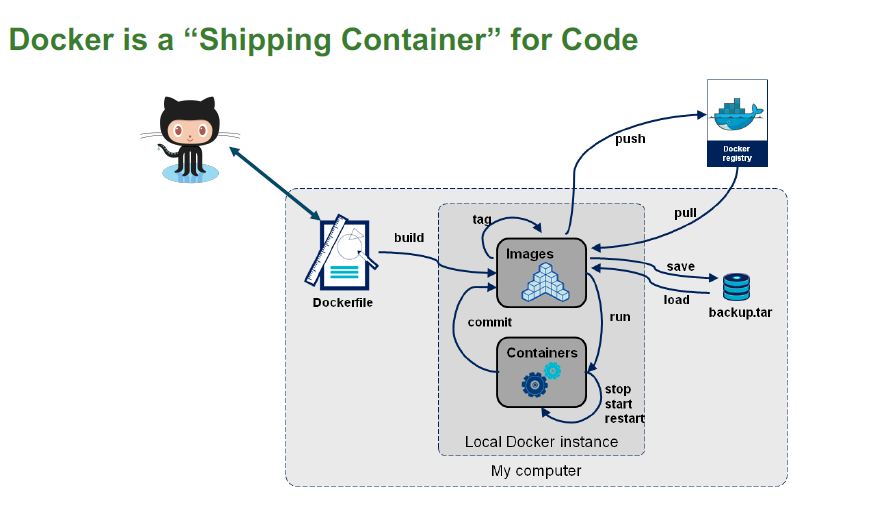 Docker is a “Shipping Container” for Code
push
Docker
registry
tag
pull
build
Images
save
Dockerfile
load
backup.tar
commit
run
Containers
stop
start
restart
Local Docker instance
My computer